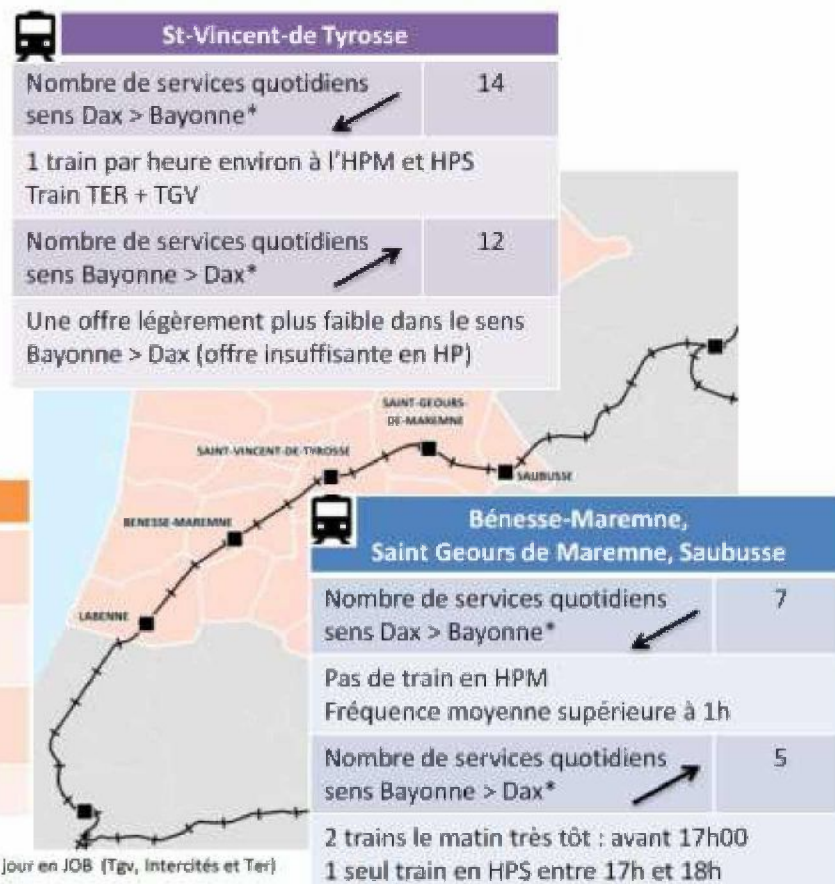 St-Vincent-de Tyrosse
Nombre de services quotidiens
sens Dax > Bayonne*
14
1 train par heure environ à l'HPM et HPS
Train TER + TGV
Nombre de services quotidiens
sens Bayonne > Dax*
12
Une offre légèrement plus faible dans le sens
Bayonne > Dax (offre insuffisante en HP)
SAINT-GEOURS-
DE-MAREMNE
SAINT-VINCENT-DE-TYROSSE
SAUBUSSE
BENESSE-MAREMNE
LABENNE
Bénesse-Maremne,
Saint Geours de Maremne, Saubusse
Nombre de services quotidiens
sens Dax > Bayonne*
7
Pas de train en HPM
Fréquence moyenne supérieure à 1h
Nombre de services quotidiens
sens Bayonne > Dax*
5
2 trains le matin très tôt : avant 17h00
1 seul train en HPS entre 17h et 18h
jour en JOB (Tgv, Intercités et Ter)